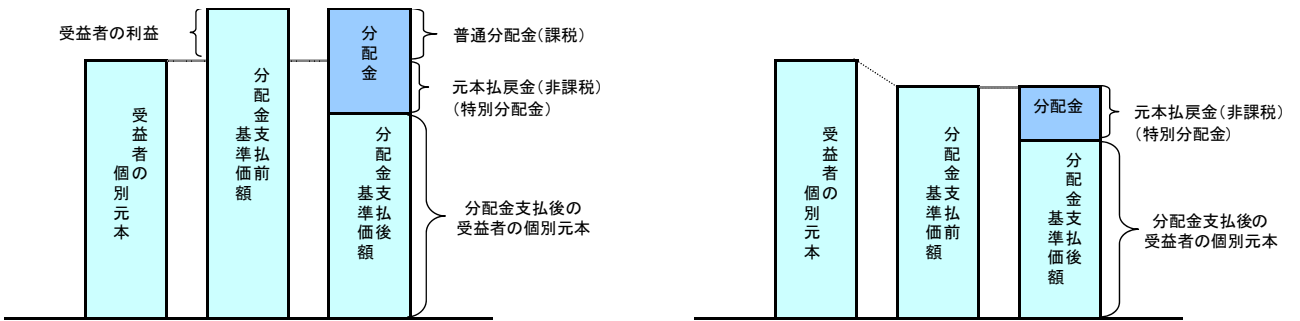 受益者の利益
受益者の
個別元本
分配金支払前
基準価額
分配金
分配金支払後
基準価額
普通分配金(課税)
元本払戻金(非課税)
(特別分配金)
分配金支払後の
受益者の個別元本
受益者の
個別元本
分配金支払前
基準価額
分配金
分配金支払後
基準価額
元本払戻金(非課税)
(特別分配金)
分配金支払後の
受益者の個別元本